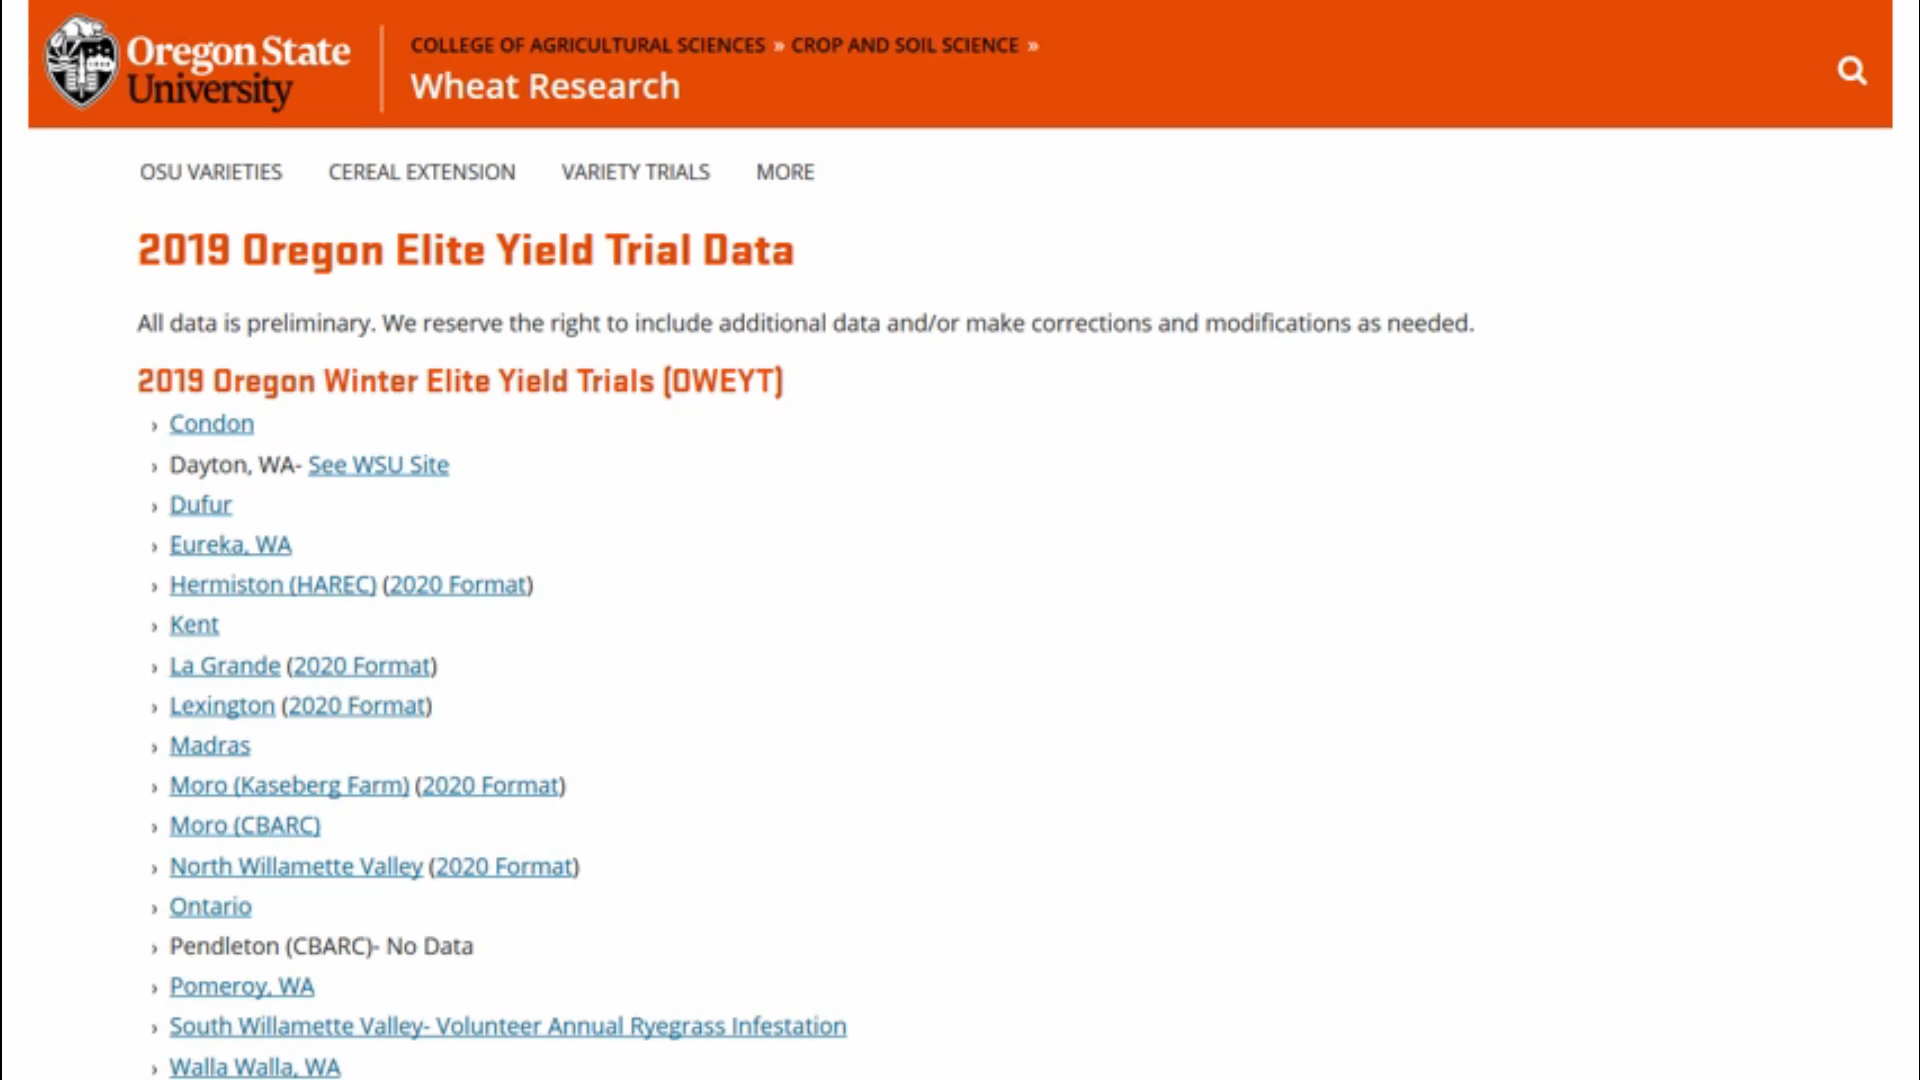 Oregon State
University
COLLEGE OF AGRICULTURAL SCIENCES » CROP AND SOIL SCIENCE »
Wheat Research
OSU VARIETIES CEREAL EXTENSION VARIETY TRIALS MORE
2019 Oregon Elite Yield Trial Data
All data is preliminary. We reserve the right to include additional data and/or make corrections and modifications as needed.
2019 Oregon Winter Elite Yield Trials (OWEYT)
› Condon
› Dayton, WA- See WSU Site
› Dufur
› Eureka, WA
› Hermiston (HAREC) (2020 Format)
› Kent
› La Grande (2020 Format)
› Lexington (2020 Format)
› Madras
› Moro (Kaseberg Farm) (2020 Format)
› Moro (CBARC)
› North Willamette Valley (2020 Format)
› Ontario
› Pendleton (CBARC)- No Data
› Pomeroy, WA
› South Willamette Valley- Volunteer Annual Ryegrass Infestation
› Walla Walla, WA